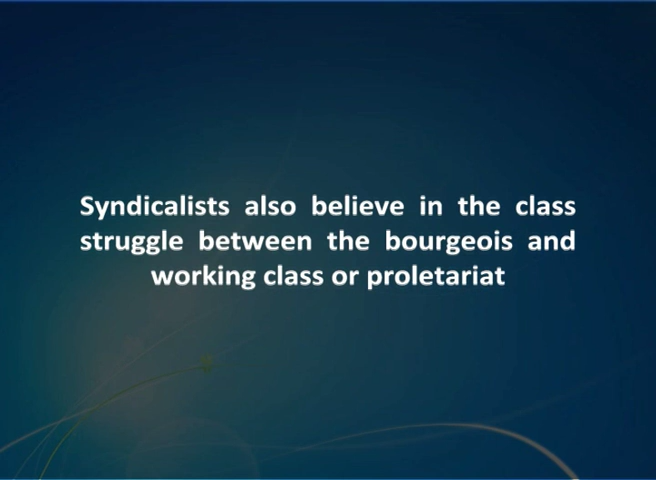 Syndicalists also believe in the class
struggle between the bourgeois and
working class or proletariat